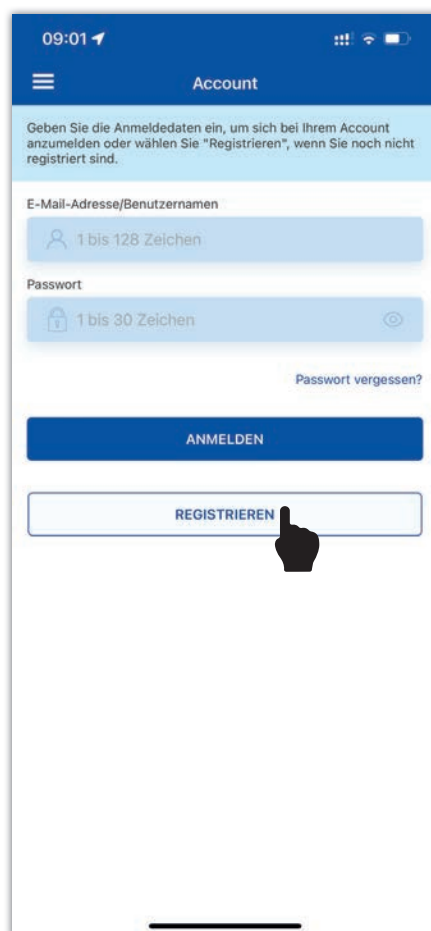 09:01
Account
Geben Sie die Anmeldedaten ein, um sich bei Ihrem Account
anzumelden oder wählen Sie "Registrieren", wenn Sie noch nicht
registriert sind.
E-Mail-Adresse/Benutzernamen
1 bis 128 Zeichen
Passwort
1 bis 30 Zeichen
Passwort vergessen?
ANMELDEN
REGISTRIEREN